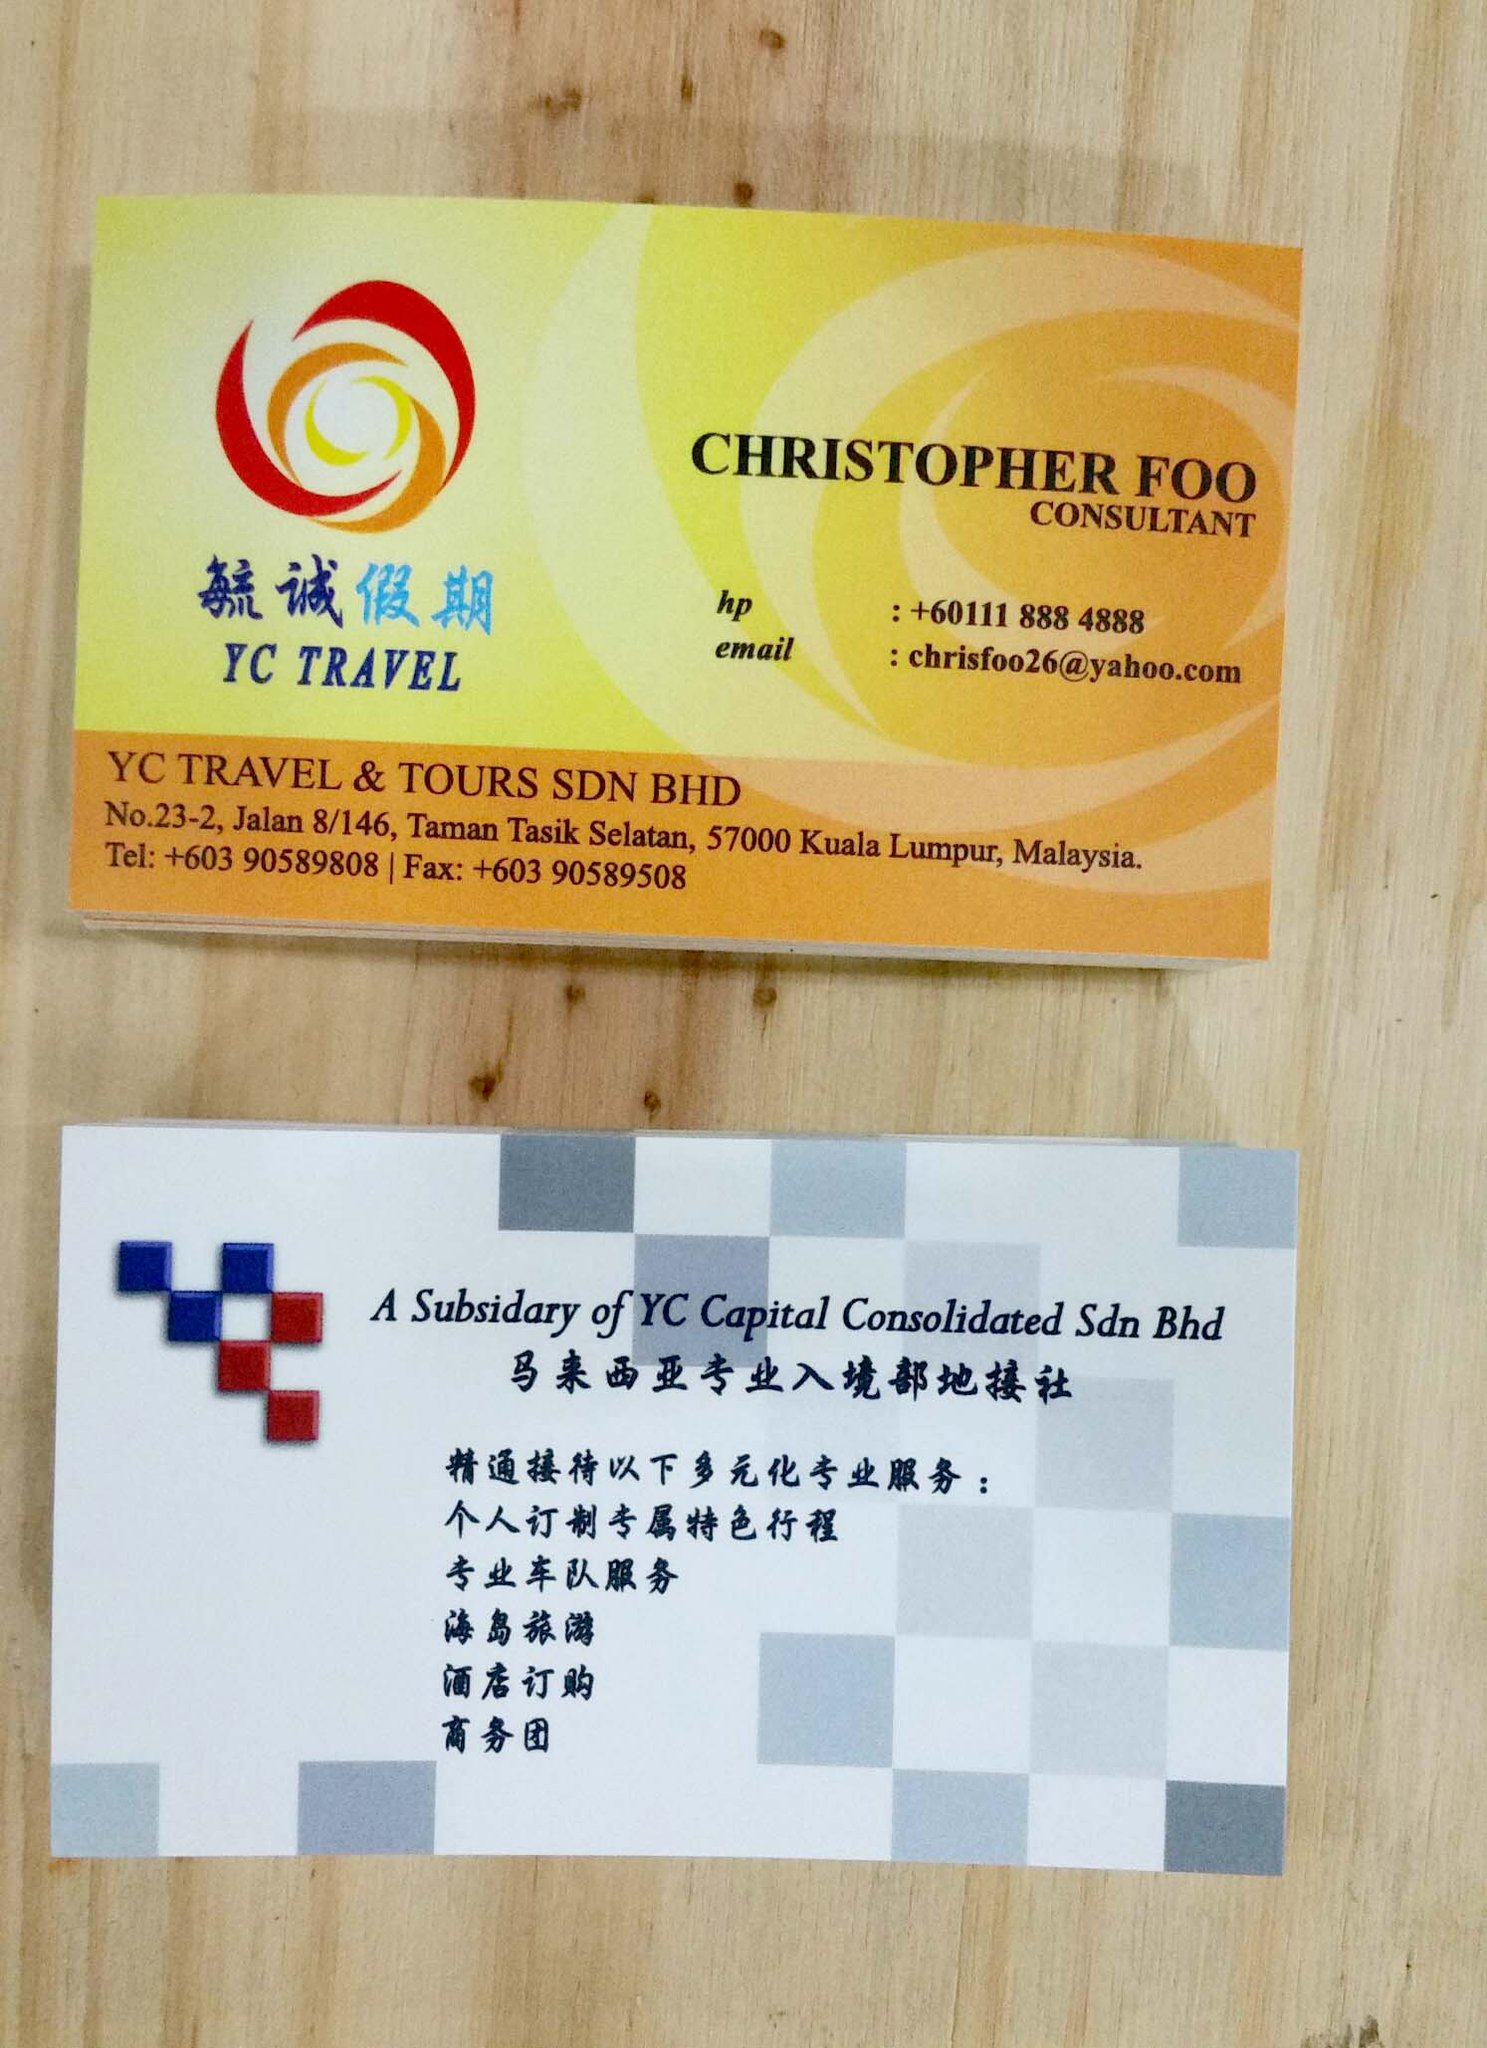 毓誠假期
YC TRAVEL
CHRISTOPHER FOO
CONSULTANT
hp : +60111 888 4888
email : chrisfoo26@yahoo.com
YC TRAVEL & TOURS SDN BHD
No.23-2, Jalan 8/146, Taman Tasik Selatan, 57000 Kuala Lumpur, Malaysia.
Tel: +603 90589808 | Fax: +603 90589508
A Subsidary of YC Capital Consolidated Sdn Bhd
马来西亚专业入境部地接社
精通接待以下多元化专业服务：
个人订制专属特色行程
专业车队服务
海岛旅游
酒店订购
商务团